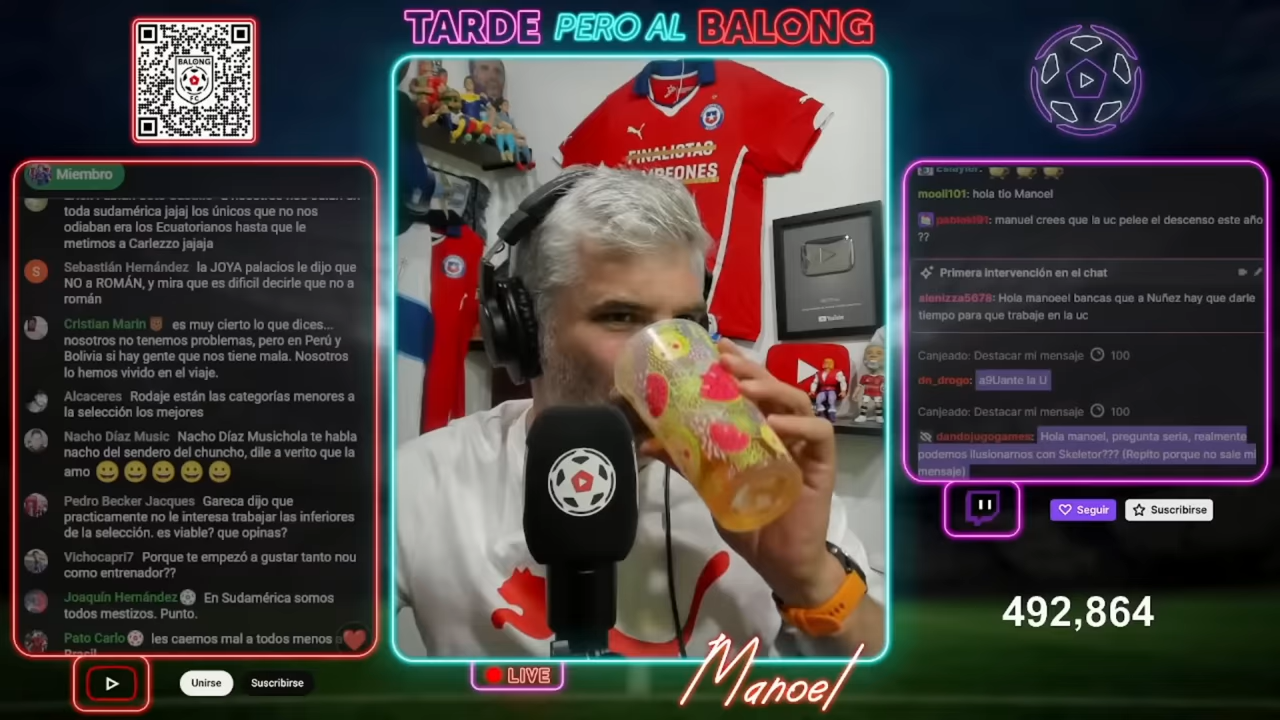 TARDE PERO AL BALONG
BALONG
FC
Miembro
toda sudamérica jajaj los únicos que no nos
odiaban era los Ecuatorianos hasta que le
metimos a Carlezzo jajaja
S
Sebastián Hernández la JOYA palacios le dijo que
NO a ROMÁN, y mira que es dificil decirle que no a
román
Cristian Marin es muy cierto lo que dices...
nosotros no tenemos problemas, pero en Perú y
Bolivia si hay gente que nos tiene mala. Nosotros
lo hemos vivido en el viaje.
Alcaceres Rodaje están las categorías menores a
la selección los mejores
Nacho Díaz Music Nacho Díaz Musichola te habla
nacho del sendero del chuncho, dile a verito que la
amo
Pedro Becker Jacques Gareca dijo que
practicamente no le interesa trabajar las inferiores
de la selección. es viable? que opinas?
Vichocapri7 Porque te empezó a gustar tanto nou
como entrenador??
Joaquín Hernández En Sudamérica somos
todos mestizos. Punto.
Pato Carlo les caemos mal a todos menos a
Brasil
Unirse
Suscribirse
FINALISTAS
CAMPEONES
YouTube
LIVE
Manoel
mooll101: hola tio Manoel
manuel crees que la uc pelee el descenso este año
??
Primera intervención en el chat
alenizza5678: Hola manoeel bancas que a Nuñez hay que darle
tiempo para que trabaje en la uc
Canjeado: Destacar mi mensaje 100
dn_drogo: a9Uante la U
Canjeado: Destacar mi mensaje 100
dandojugogames: Hola manoel, pregunta seria, realmente
podemos ilusionarnos con Skeletor??? (Repito porque no sale mi
mensaje)
Seguir
Suscribirse
492,864